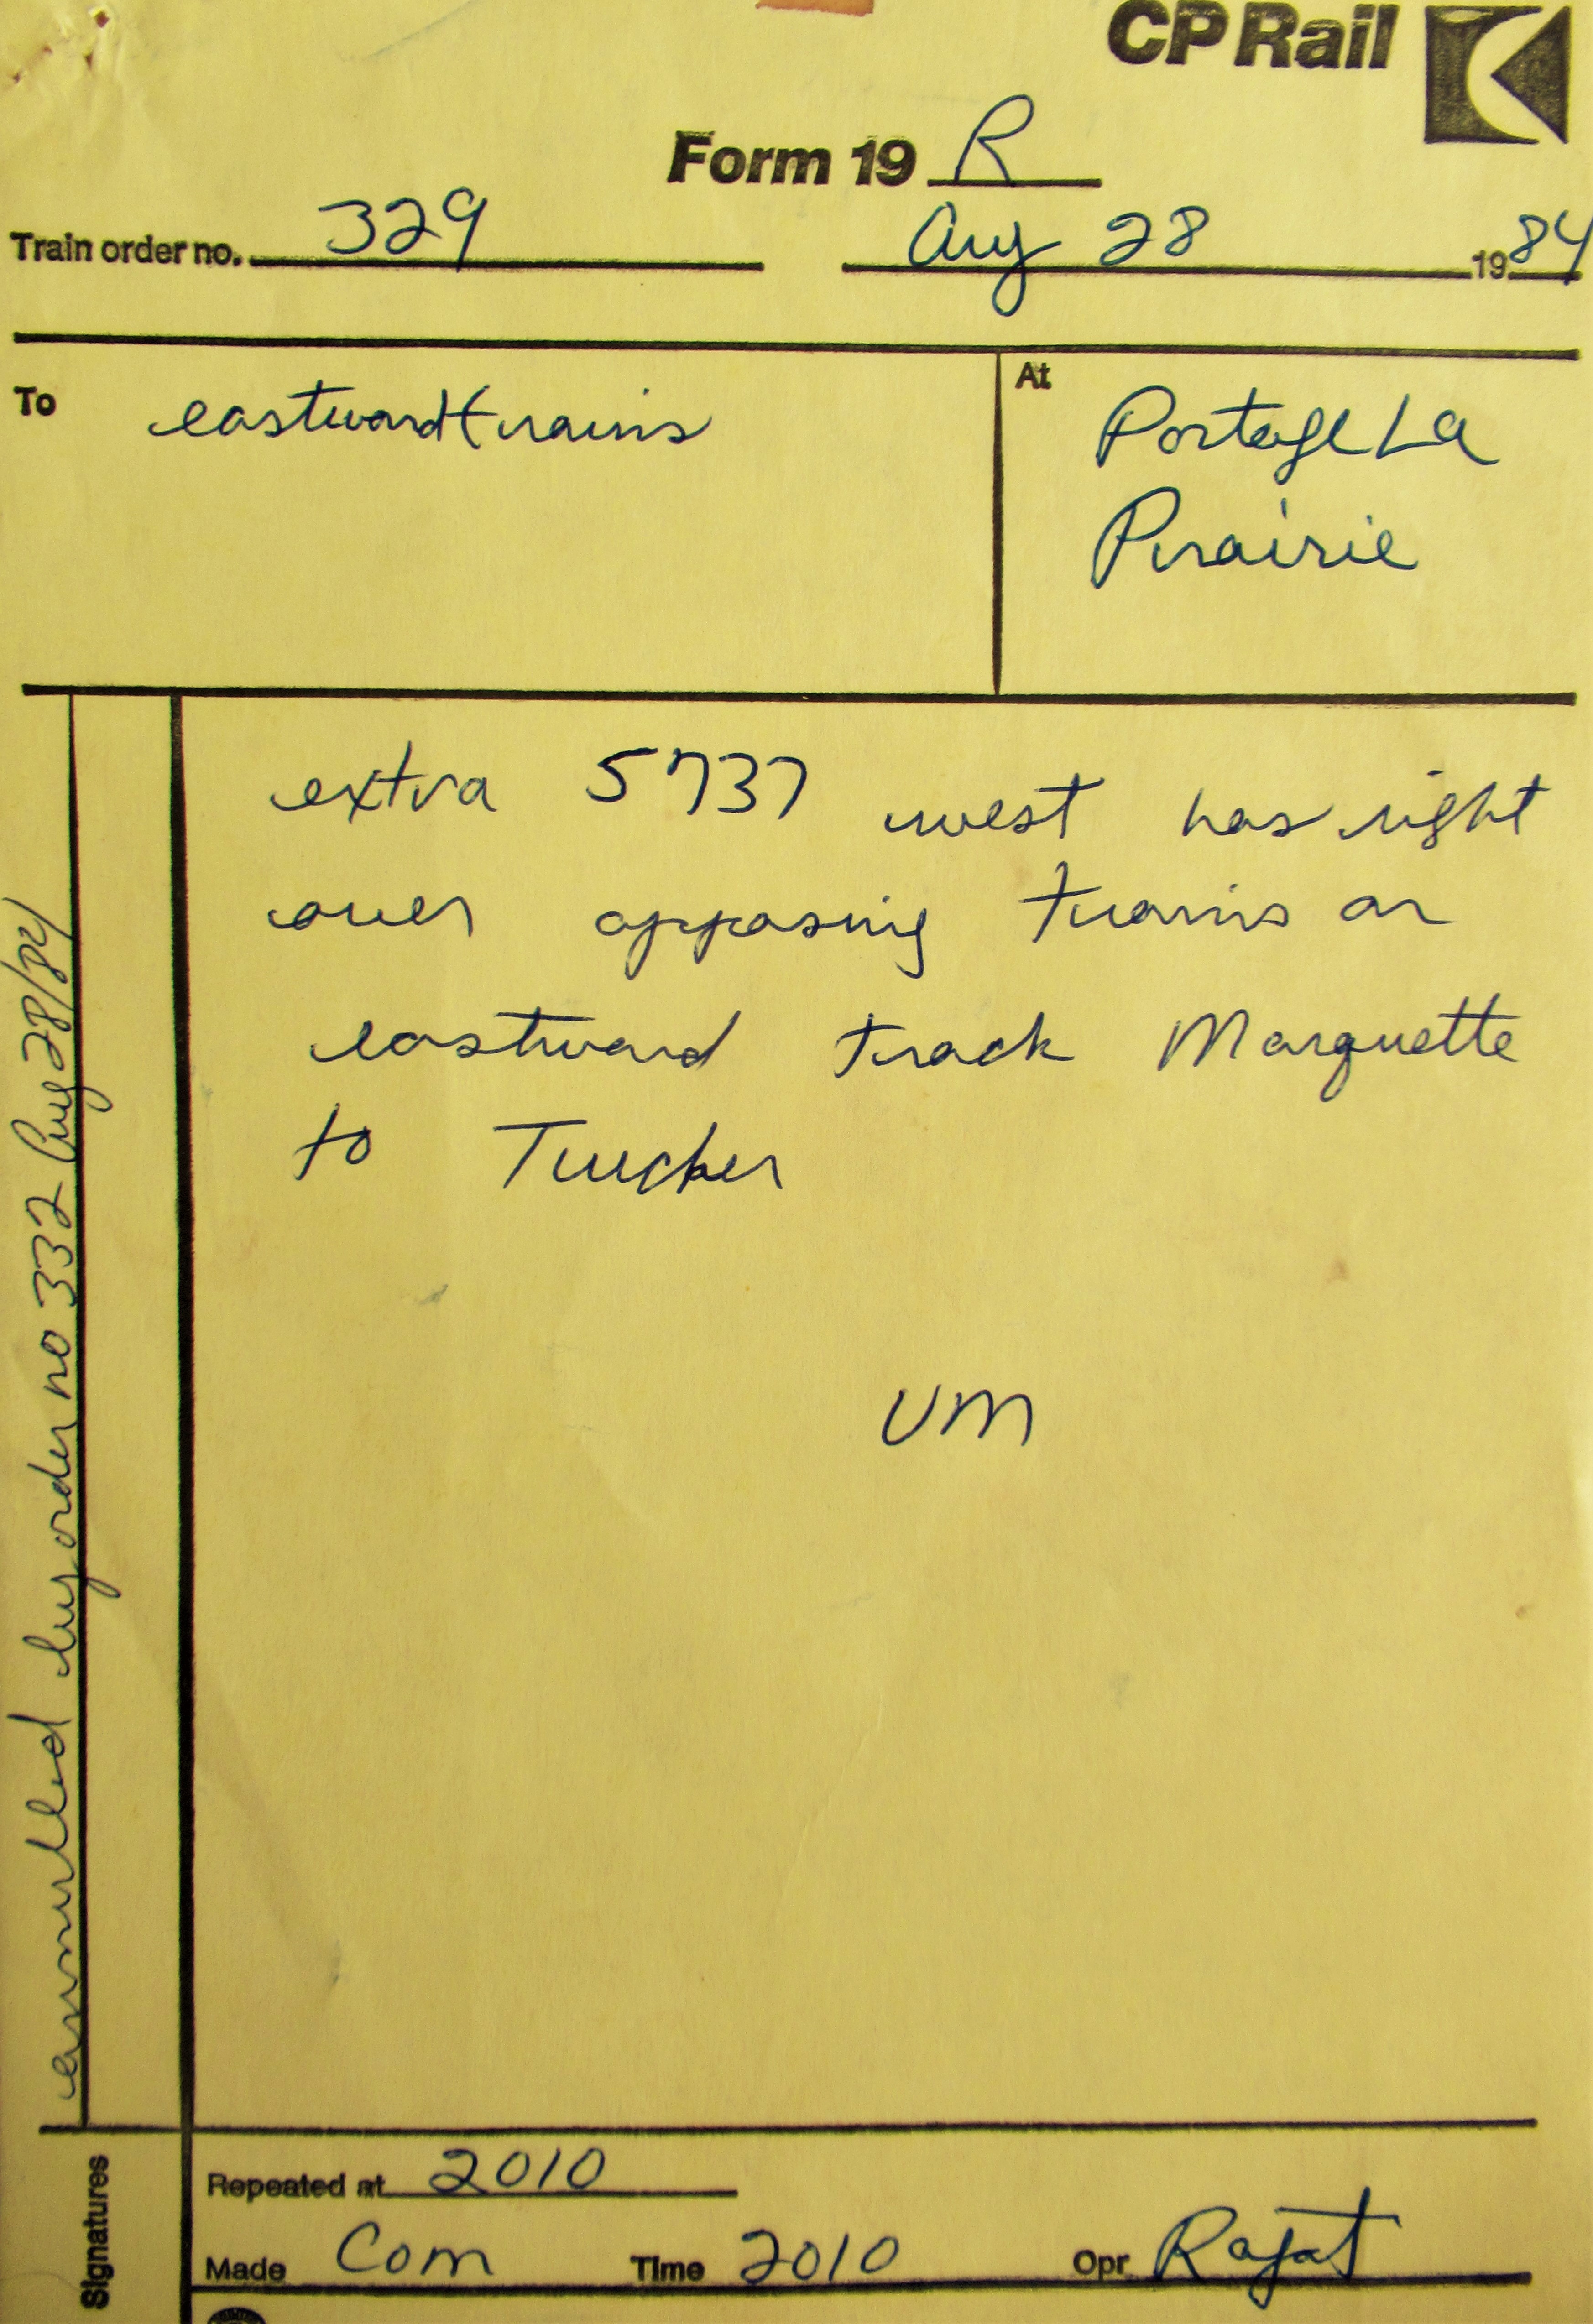 CP Rail
Form 19 R
Train order no. 329 Aug 28 1984
To eastward trains
At Portage La
Prairie
extra 5737 west has right
over opposing trains on
eastward track Marquette
to Tucker
VM
annulled by order no 332 Aug 28/84
Signatures
Repeated at 2010
Made Com Time 2010 Opr